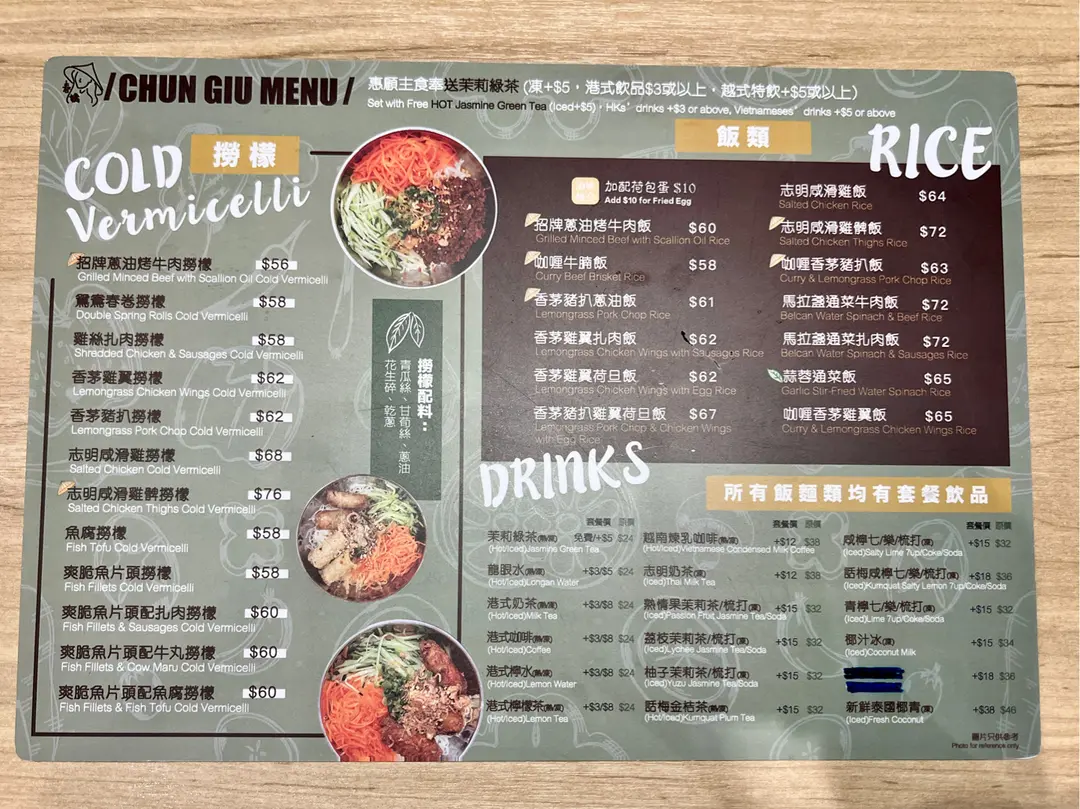 /CHUN GIU MENU/
惠顧主食奉送茉莉綠茶 (凍+$5，港式飲品$3或以上，越式特飲+$5或以上)
Set with Free HOT Jasmine Green Tea (Iced+$5)，HKs' drinks +$3 or above, Vietnameses' drinks +$5 or above
COLD 撈檬
Vermicelli
招牌蔥油烤牛肉撈檬 $56
Grilled Minced Beef with Scallion Oil Cold Vermicelli
鴛鴦春卷撈檬 $58
Double Spring Rolls Cold Vermicelli
雞絲扎肉撈檬 $58
Shredded Chicken & Sausages Cold Vermicelli
香茅雞翼撈檬 $62
Lemongrass Chicken Wings Cold Vermicelli
香茅豬扒撈檬 $62
Lemongrass Pork Chop Cold Vermicelli
志明咸滑雞撈檬 $68
Salted Chicken Cold Vermicelli
志明咸滑雞髀撈檬 $76
Salted Chicken Thighs Cold Vermicelli
魚腐撈檬 $58
Fish Tofu Cold Vermicelli
爽脆魚片頭撈檬 $58
Fish Fillets Cold Vermicelli
爽脆魚片頭配扎肉撈檬 $60
Fish Fillets & Sausages Cold Vermicelli
爽脆魚片頭配牛丸撈檬 $60
Fish Fillets & Cow Maru Cold Vermicelli
爽脆魚片頭配魚腐撈檬 $60
Fish Fillets & Fish Tofu Cold Vermicelli
撈檬配料：
青瓜絲、甘荀絲、蔥油
花生碎、乾蔥
飯類
RICE
加配荷包蛋 $10
Add $10 for Fried Egg
招牌蔥油烤牛肉飯 $60
Grilled Minced Beef with Scallion Oil Rice
咖喱牛腩飯 $58
Curry Beef Brisket Rice
香茅豬扒蔥油飯 $61
Lemongrass Pork Chop Rice
香茅雞翼扎肉飯 $62
Lemongrass Chicken Wings with Sausages Rice
香茅雞翼荷旦飯 $62
Lemongrass Chicken Wings with Egg Rice
香茅豬扒雞翼荷旦飯 $67
Lemongrass Pork Chop & Chicken Wings
with Egg Rice
志明咸滑雞飯 $64
Salted Chicken Rice
志明咸滑雞髀飯 $72
Salted Chicken Thighs Rice
咖喱香茅豬扒飯 $63
Curry & Lemongrass Pork Chop Rice
馬拉盞通菜牛肉飯 $72
Belcan Water Spinach & Beef Rice
馬拉盞通菜扎肉飯 $72
Belcan Water Spinach & Sausages Rice
蒜蓉通菜飯 $65
Garlic Stir-Fried Water Spinach Rice
咖喱香茅雞翼飯 $65
Curry & Lemongrass Chicken Wings Rice
DRINKS
所有飯麵類均有套餐飲品
套餐價 原價
茉莉綠茶(熱/凍) 免費/+$5 $24
(Hot/Iced)Jasmine Green Tea
龍眼水(熱/凍) +$3/$5 $24
(Hot/Iced)Longan Water
港式奶茶(熱/凍) +$3/$8 $24
(Hot/Iced)Milk Tea
港式咖啡(熱/凍) +$3/$8 $24
(Hot/Iced)Coffee
港式檸水(熱/凍) +$3/$8 $24
(Hot/Iced)Lemon Water
港式檸檬茶(熱/凍) +$3/$8 $24
(Hot/Iced)Lemon Tea
套餐價 原價
越南煉乳咖啡(熱/凍) +$12 $38
(Hot/Iced)Vietnamese Condensed Milk Coffee
志明奶茶(凍) +$12 $38
(Iced)Thai Milk Tea
熱情果茉莉茶/梳打(凍) +$15 $32
(Iced)Passion Fruit Jasmine Tea/Soda
荔枝茉莉茶/梳打(凍) +$15 $32
(Iced)Lychee Jasmine Tea/Soda
柚子茉莉茶/梳打(凍) +$15 $32
(Iced)Yuzu Jasmine Tea/Soda
話梅金桔茶(熱/凍) +$15 $32
(Hot/Iced)Kumquat Plum Tea
套餐價 原價
咸檸七/樂/梳打(凍) +$15 $32
(Iced)Salty Lime 7up/Coke/Soda
話梅咸檸七/樂/梳打(凍) +$18 $36
(Iced)Kumquat Salty Lemon 7up/Coke/Soda
青檸七/樂/梳打(凍) +$15 $32
(Iced)Lime 7up/Coke/Soda
椰汁冰(凍) +$15 $34
(Iced)Coconut Milk
+$18 $36
新鮮泰國椰青(凍) +$38 $46
(Iced)Fresh Coconut
圖片只供參考
Photo for reference only